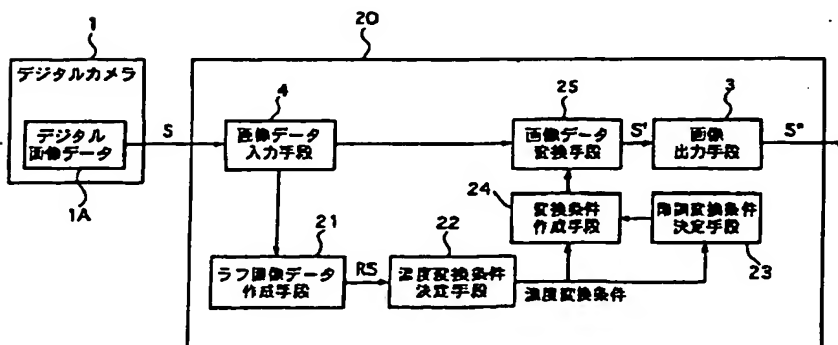 1
デジタルカメラ
デジタル
画像データ
1A
S
20
4
画像データ
入力手段
25
画像データ
変換手段
S'
3
画像
出力手段
S"
24
変換条件
作成手段
階調変換条件
決定手段
23
21
ラフ画像データ
作成手段
RS
22
濃度変換条件
決定手段
濃度変換条件